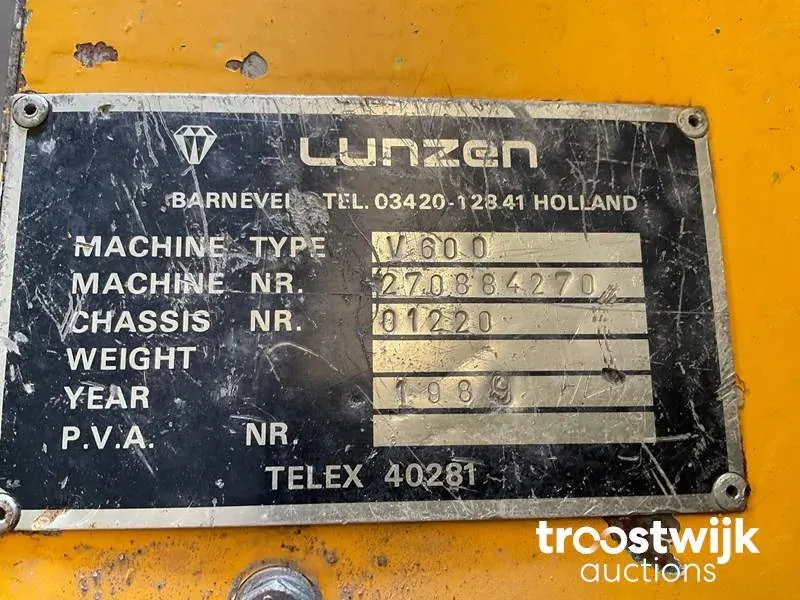 Lunzen
BARNEVEL TEL. 03420-12841 HOLLAND
MACHINE TYPE V600
MACHINE NR. 270884270
CHASSIS NR. 01220
WEIGHT
YEAR 1989
P.V.A. NR.
TELEX 40281
troostwijk
auctions